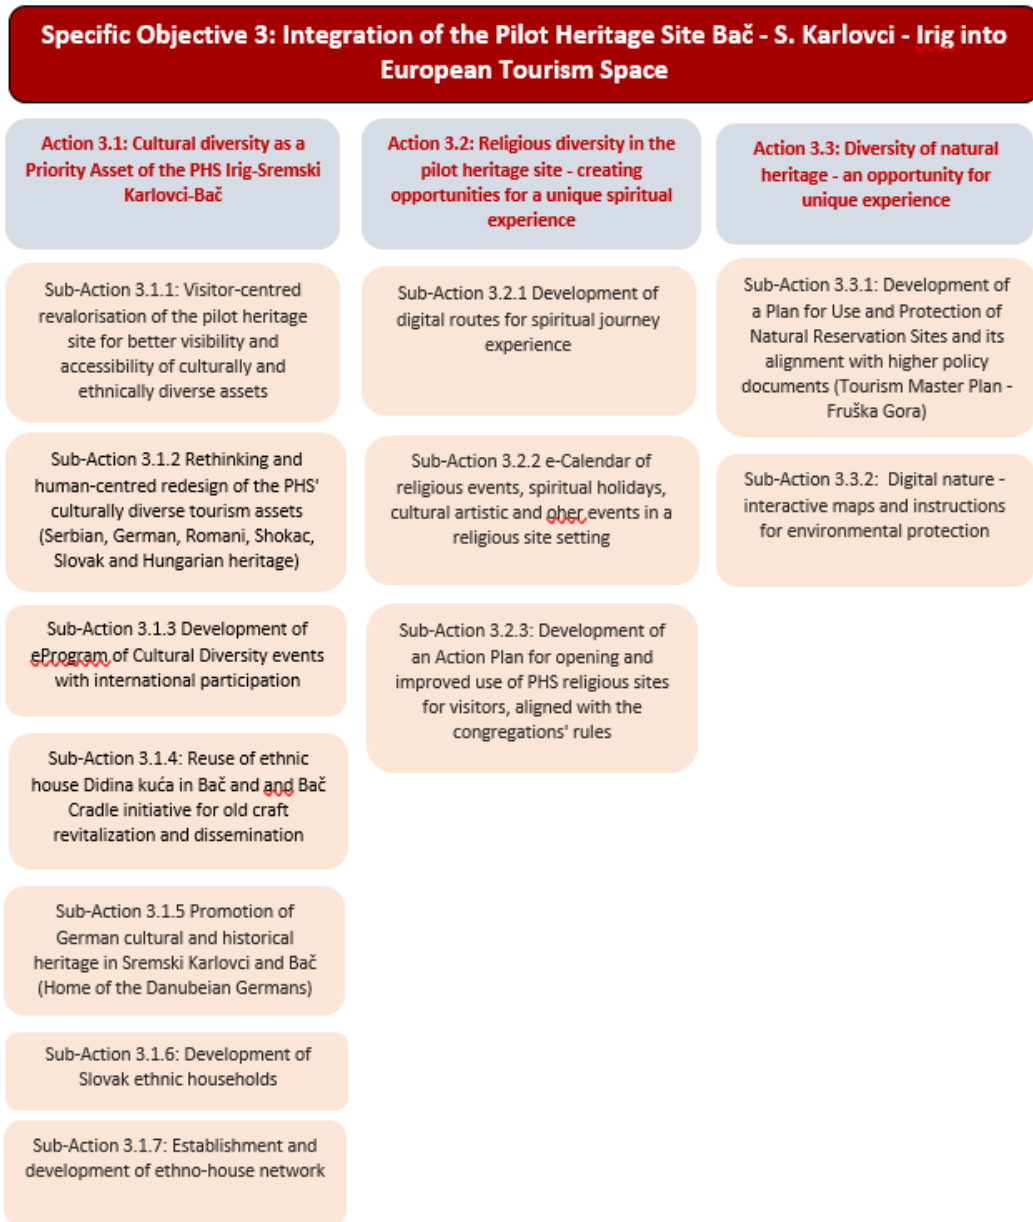 Specific Objective 3: Integration of the Pilot Heritage Site Bač - S. Karlovci - Irig into
European Tourism Space
Action 3.1: Cultural diversity as a
Priority Asset of the PHS Irig-Sremski
Karlovci-Bač
Sub-Action 3.1.1: Visitor-centred
revalorisation of the pilot heritage
site for better visibility and
accessibility of culturally and
ethnically diverse assets
Sub-Action 3.1.2 Rethinking and
human-centred redesign of the PHS'
culturally diverse tourism assets
(Serbian, German, Romani, Shokac,
Slovak and Hungarian heritage)
Sub-Action 3.1.3 Development of
eProgram of Cultural Diversity events
with international participation
Sub-Action 3.1.4: Reuse of ethnic
house Didina kuća in Bač and and Bač
Cradle initiative for old craft
revitalization and dissemination
Sub-Action 3.1.5 Promotion of
German cultural and historical
heritage in Sremski Karlovci and Bač
(Home of the Danubeian Germans)
Sub-Action 3.1.6: Development of
Slovak ethnic households
Sub-Action 3.1.7: Establishment and
development of ethno-house network
Action 3.2: Religious diversity in the
pilot heritage site - creating
opportunities for a unique spiritual
experience
Sub-Action 3.2.1 Development of
digital routes for spiritual journey
experience
Sub-Action 3.2.2 e-Calendar of
religious events, spiritual holidays,
cultural artistic and oher events in a
religious site setting
Sub-Action 3.2.3: Development of
an Action Plan for opening and
improved use of PHS religious sites
for visitors, aligned with the
congregations' rules
Action 3.3: Diversity of natural
heritage - an opportunity for
unique experience
Sub-Action 3.3.1: Development of
a Plan for Use and Protection of
Natural Reservation Sites and its
alignment with higher policy
documents (Tourism Master Plan -
Fruška Gora)
Sub-Action 3.3.2: Digital nature -
interactive maps and instructions
for environmental protection